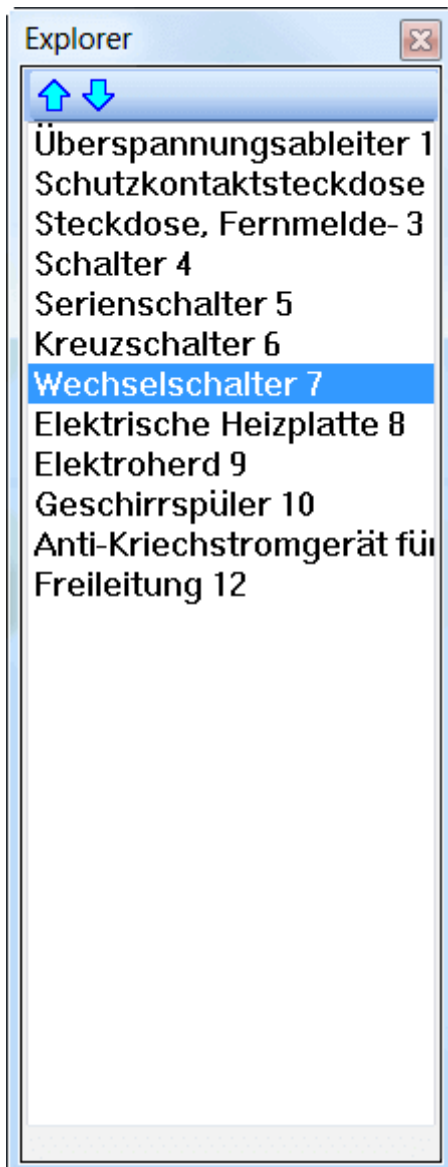 Explorer
Überspannungsableiter 1
Schutzkontaktsteckdose
Steckdose, Fernmelde- 3
Schalter 4
Serienschalter 5
Kreuzschalter 6
Wechselschalter 7
Elektrische Heizplatte 8
Elektroherd 9
Geschirrspüler 10
Anti-Kriechstromgerät für
Freileitung 12